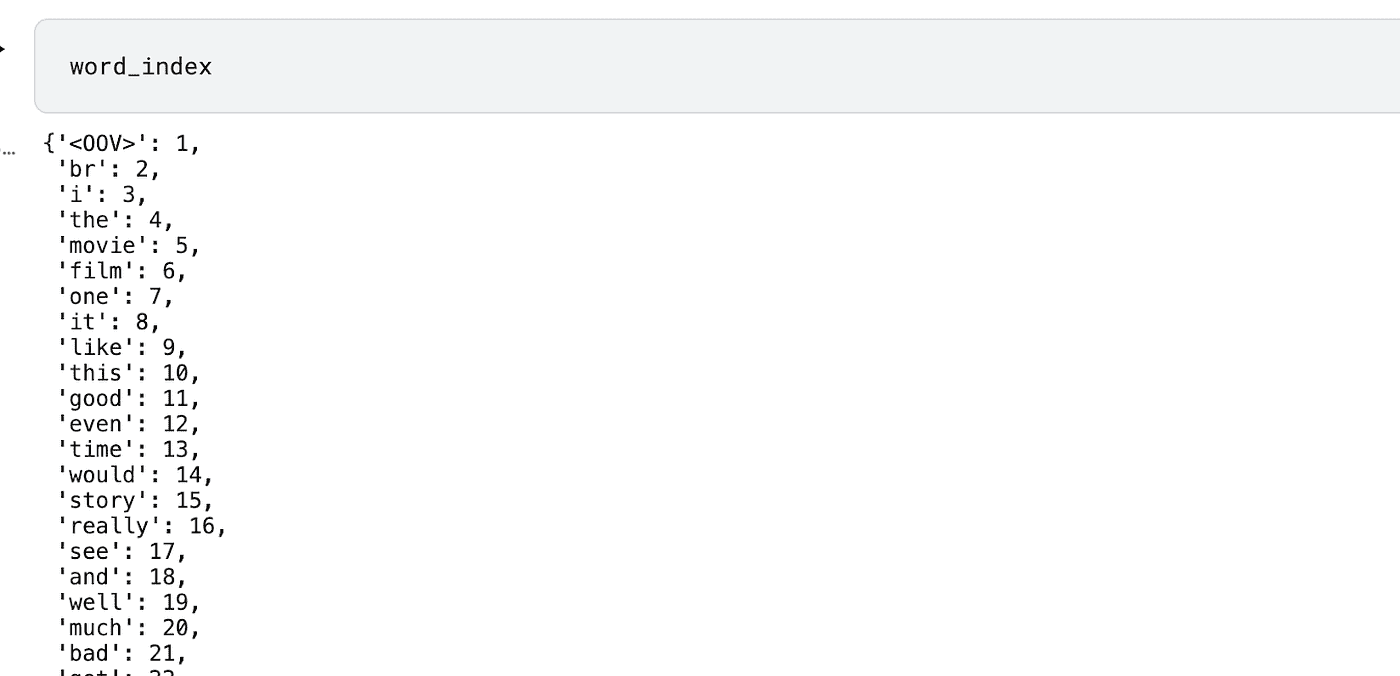 word_index
{'<OOV>': 1,
'br': 2,
'i': 3,
'the': 4,
'movie': 5,
'film': 6,
'one': 7,
'it': 8,
'like': 9,
'this': 10,
'good': 11,
'even': 12,
'time': 13,
'would': 14,
'story': 15,
'really': 16,
'see': 17,
'and': 18,
'well': 19,
'much': 20,
'bad': 21,